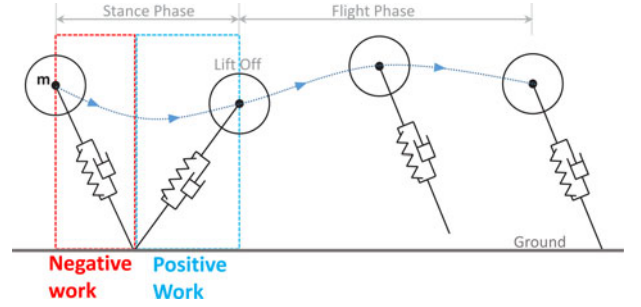 Stance Phase
Flight Phase
Lift Off
m
Ground
Negative
work
Positive
Work